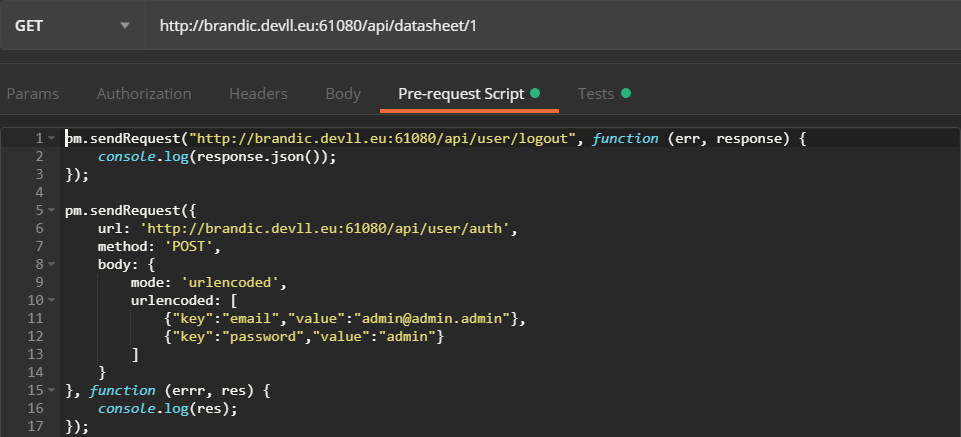 GET http://brandic.devll.eu:61080/api/datasheet/1
Params Authorization Headers Body Pre-request Script Tests
1 pm.sendRequest("http://brandic.devll.eu:61080/api/user/logout", function (err, response) {
2     console.log(response.json());
3 });
4
5 pm.sendRequest({
6     url: 'http://brandic.devll.eu:61080/api/user/auth',
7     method: 'POST',
8     body: {
9         mode: 'urlencoded',
10         urlencoded: [
11             {"key":"email","value":"admin@admin.admin"},
12             {"key":"password","value":"admin"}
13         ]
14     }
15 }, function (errr, res) {
16     console.log(res);
17 });